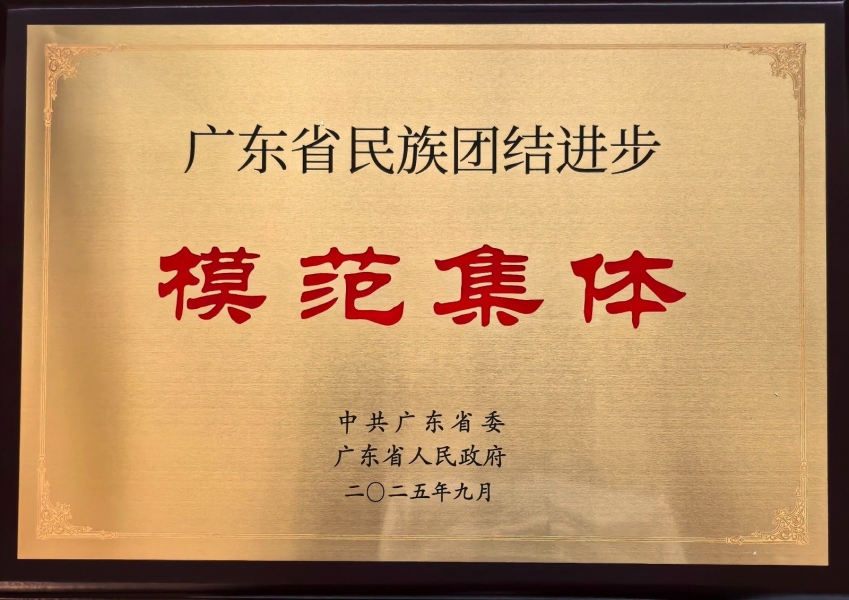 广东省民族团结进步
模范集体
中共广东省委
广东省人民政府
二〇二五年九月